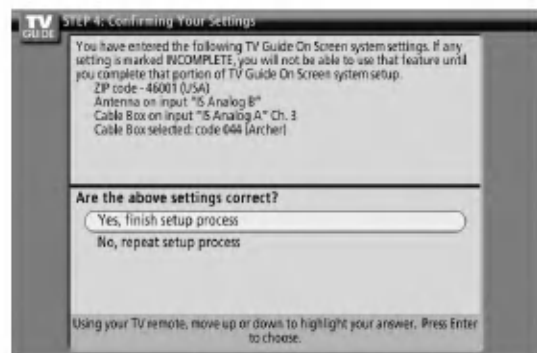 TV
GUIDE
STEP 4: Confirming Your Settings
You have entered the following TV Guide On Screen system settings. If any
setting is marked INCOMPLETE, you will not be able to use that feature until
you complete that portion of TV Guide On Screen system setup.
ZIP code - 46001 (USA)
Antenna on input "IS Analog B"
Cable Box on input "IS Analog A" Ch. 3
Cable Box selected: code 044 (Archer)
Are the above settings correct?
Yes, finish setup process
No, repeat setup process
Using your TV remote, move up or down to highlight your answer. Press Enter
to choose.